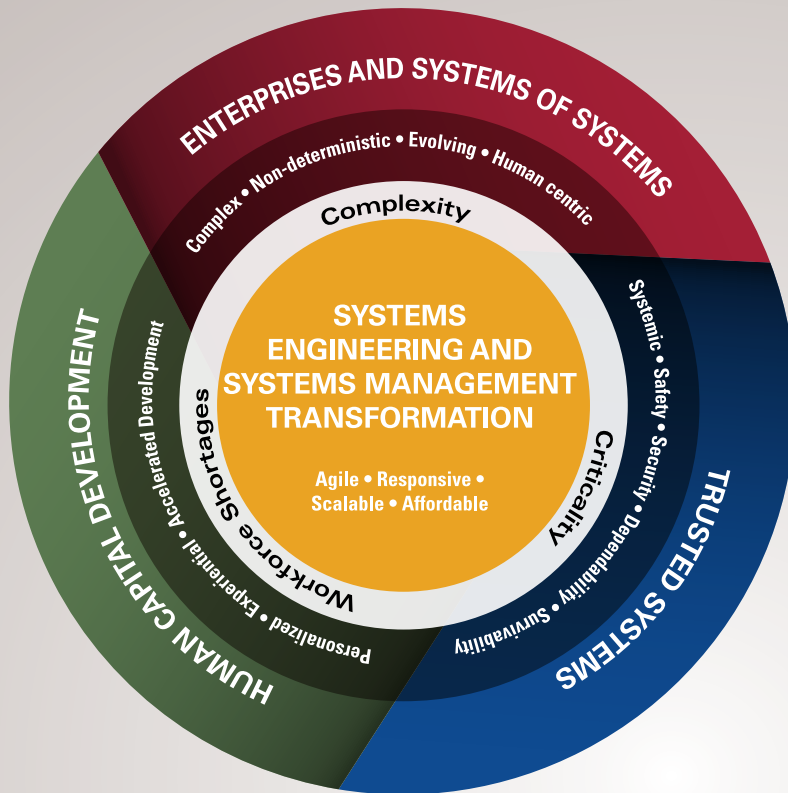 ENTERPRISES AND SYSTEMS OF SYSTEMS
Complex • Non-deterministic • Evolving • Human centric
Complexity
SYSTEMS
ENGINEERING AND
SYSTEMS MANAGEMENT
TRANSFORMATION
Agile • Responsive •
Scalable • Affordable
Criticality
Systemic • Safety • Security • Dependability • Survivability
TRUSTED SYSTEMS
Workforce Shortages
Personalized • Experiential • Accelerated Development
HUMAN CAPITAL DEVELOPMENT